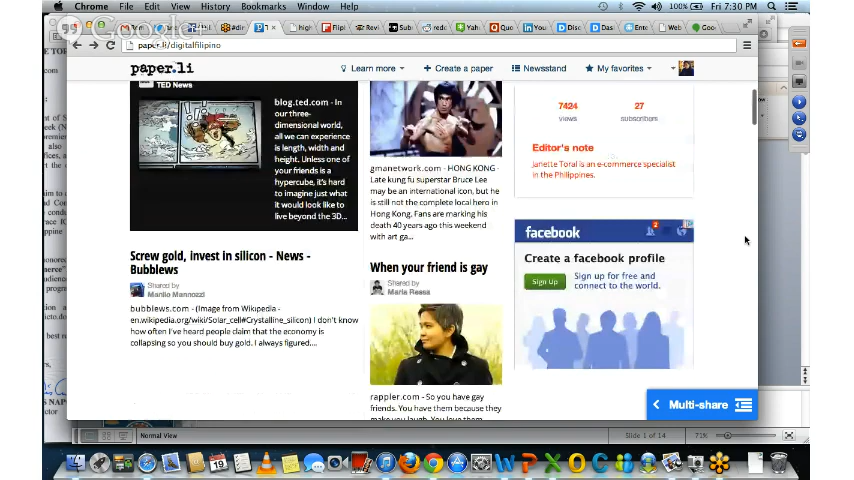 Chrome File Edit View History Bookmarks Window Help
100% Fri 7:30 PM
Google+
paper.li/digitalfilipino
paper.li
Learn more
+ Create a paper
Newsstand
My favorites
TED News
blog.ted.com - In
our three-
dimensional world,
all we can experience
is length, width and
height. Unless one of
your friends is a
hypercube, it's hard
to imagine just what
it would look like to
live beyond the 3D...
Screw gold, invest in silicon - News -
Bubblews
Shared by
Manlio Mannozzi
bubblews.com - (Image from Wikipedia -
en.wikipedia.org/wiki/Solar_cell#Crystalline_silicon) I don't
know how often I've heard people claim that the economy is
collapsing so you should buy gold. I always figured....
gmanetwork.com - HONG KONG -
Late kung fu superstar Bruce Lee
may be an international icon, but he
is still not the complete local hero in
Hong Kong. Fans are marking his
death 40 years ago this weekend
with art ga...
When your friend is gay
Shared by
Maria Ressa
rappler.com - So you have gay
friends. You have them because they
7424
views
27
subscribers
Editor's note
Janette Toral is an e-commerce specialist
in the Philippines.
facebook
2
Create a facebook profile
Sign Up
Sign up for free and
connect to the world.
Multi-share
Normal View
Slide 1 of 14
71%